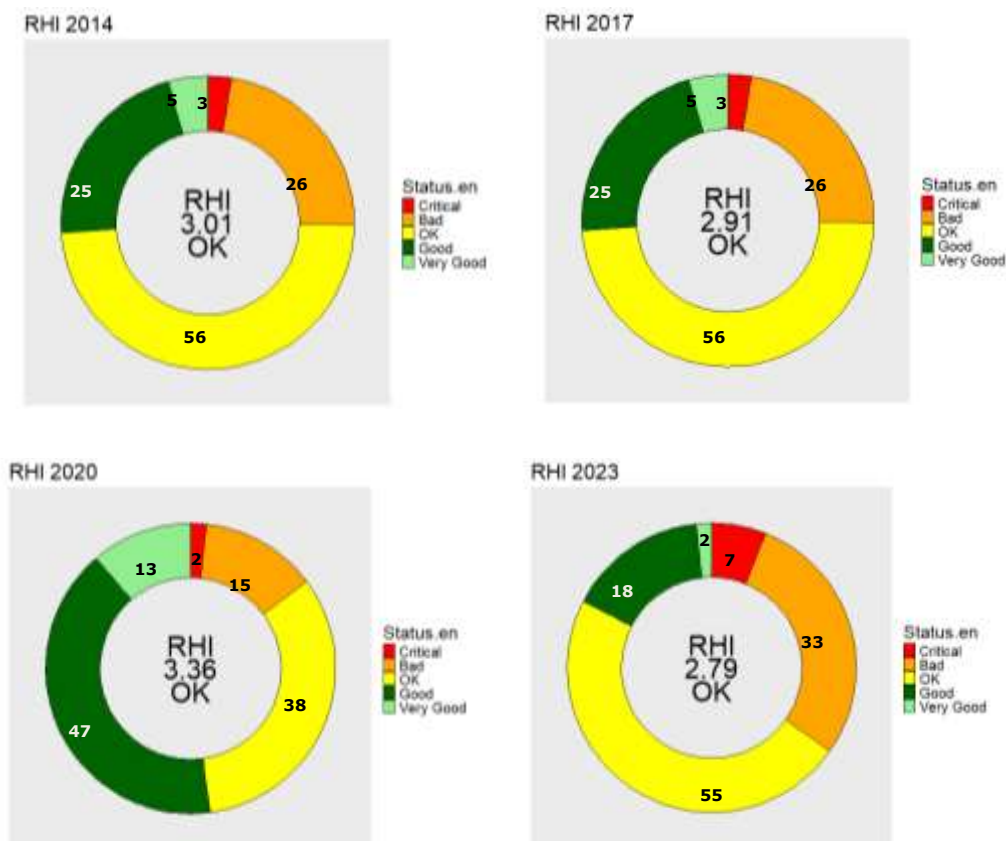 RHI 2014
5
3
25
26
56
RHI
3.01
OK
Status.en
Critical
Bad
OK
Good
Very Good
RHI 2017
5
3
25
26
56
RHI
2.91
OK
Status.en
Critical
Bad
OK
Good
Very Good
RHI 2020
2
13
15
47
38
RHI
3.36
OK
Status.en
Critical
Bad
OK
Good
Very Good
RHI 2023
2
7
18
33
55
RHI
2.79
OK
Status.en
Critical
Bad
OK
Good
Very Good